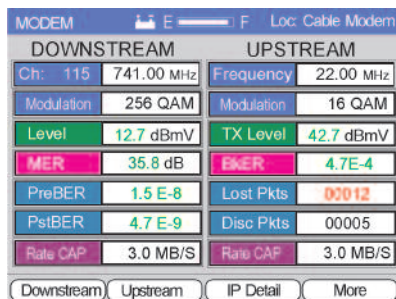 MODEM E F Loc: Cable Modem
DOWNSTREAM UPSTREAM
Ch: 115 741.00 MHz Frequency 22.00 MHz
Modulation 256 QAM Modulation 16 QAM
Level 12.7 dBmV TX Level 42.7 dBmV
MER 35.8 dB BKER 4.7E-4
PreBER 1.5 E-8 Lost Pkts 00012
PstBER 4.7 E-9 Disc Pkts 00005
Rate CAP 3.0 MB/S Rate CAP 3.0 MB/S
Downstream Upstream IP Detail More